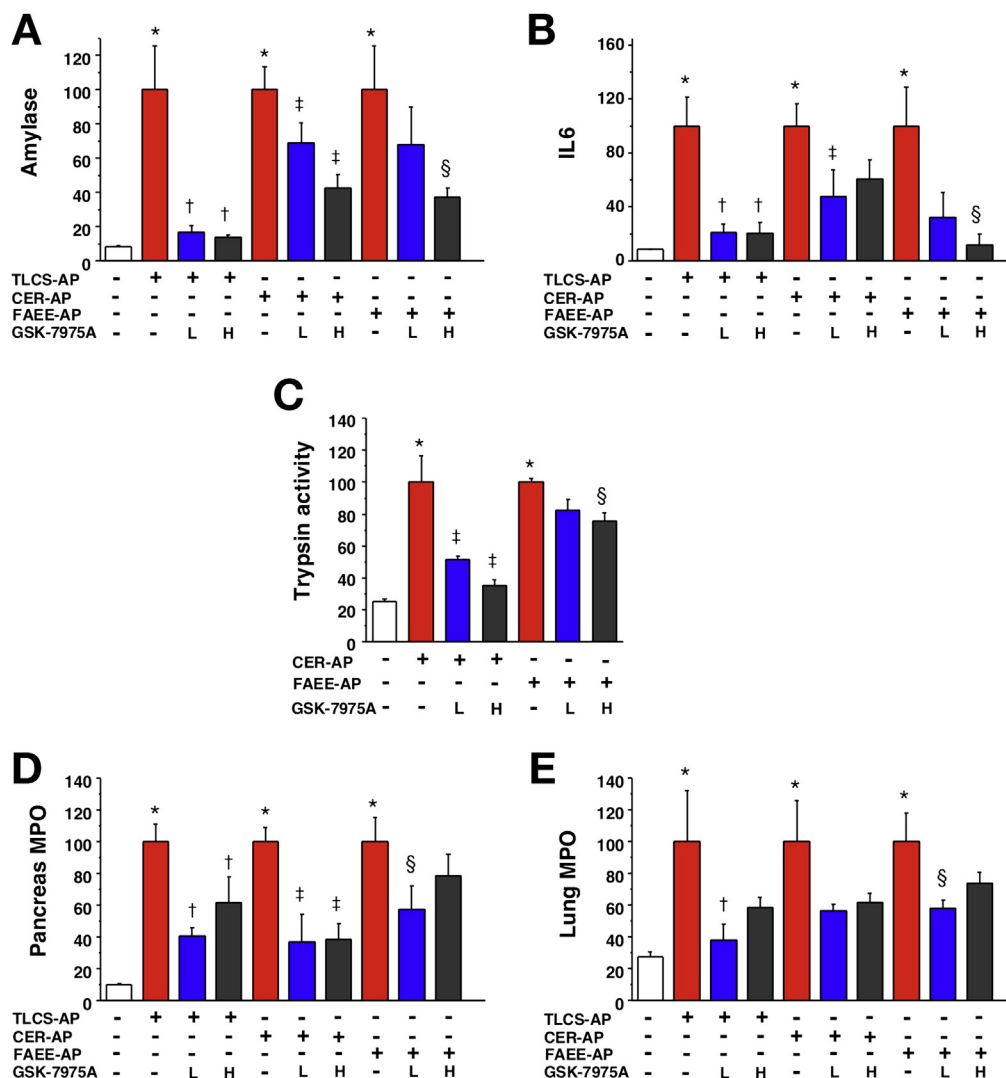 A
Amylase
120
100
80
60
40
20
0
* † † * ‡ ‡ * §
TLCS-AP - + + + - - - - - -
CER-AP - - - - + + + - - -
FAEE-AP - - - - - - - + + +
GSK-7975A - - L H - L H - L H
B
IL6
160
120
80
40
0
* † † * ‡ * §
TLCS-AP - + + + - - - - - -
CER-AP - - - - + + + - - -
FAEE-AP - - - - - - - + + +
GSK-7975A - - L H - L H - L H
C
Trypsin activity
140
120
100
80
60
40
20
0
* ‡ ‡ * §
CER-AP - + + + - - -
FAEE-AP - - - - + + +
GSK-7975A - - L H - L H
D
Pancreas MPO
140
120
100
80
60
40
20
0
* † † * ‡ ‡ * §
TLCS-AP - + + + - - - - - -
CER-AP - - - - + + + - - -
FAEE-AP - - - - - - - + + +
GSK-7975A - - L H - L H - L H
E
Lung MPO
140
120
100
80
60
40
20
0
* † * * §
TLCS-AP - + + + - - - - - -
CER-AP - - - - + + + - - -
FAEE-AP - - - - - - - + + +
GSK-7975A - - L H - L H - L H